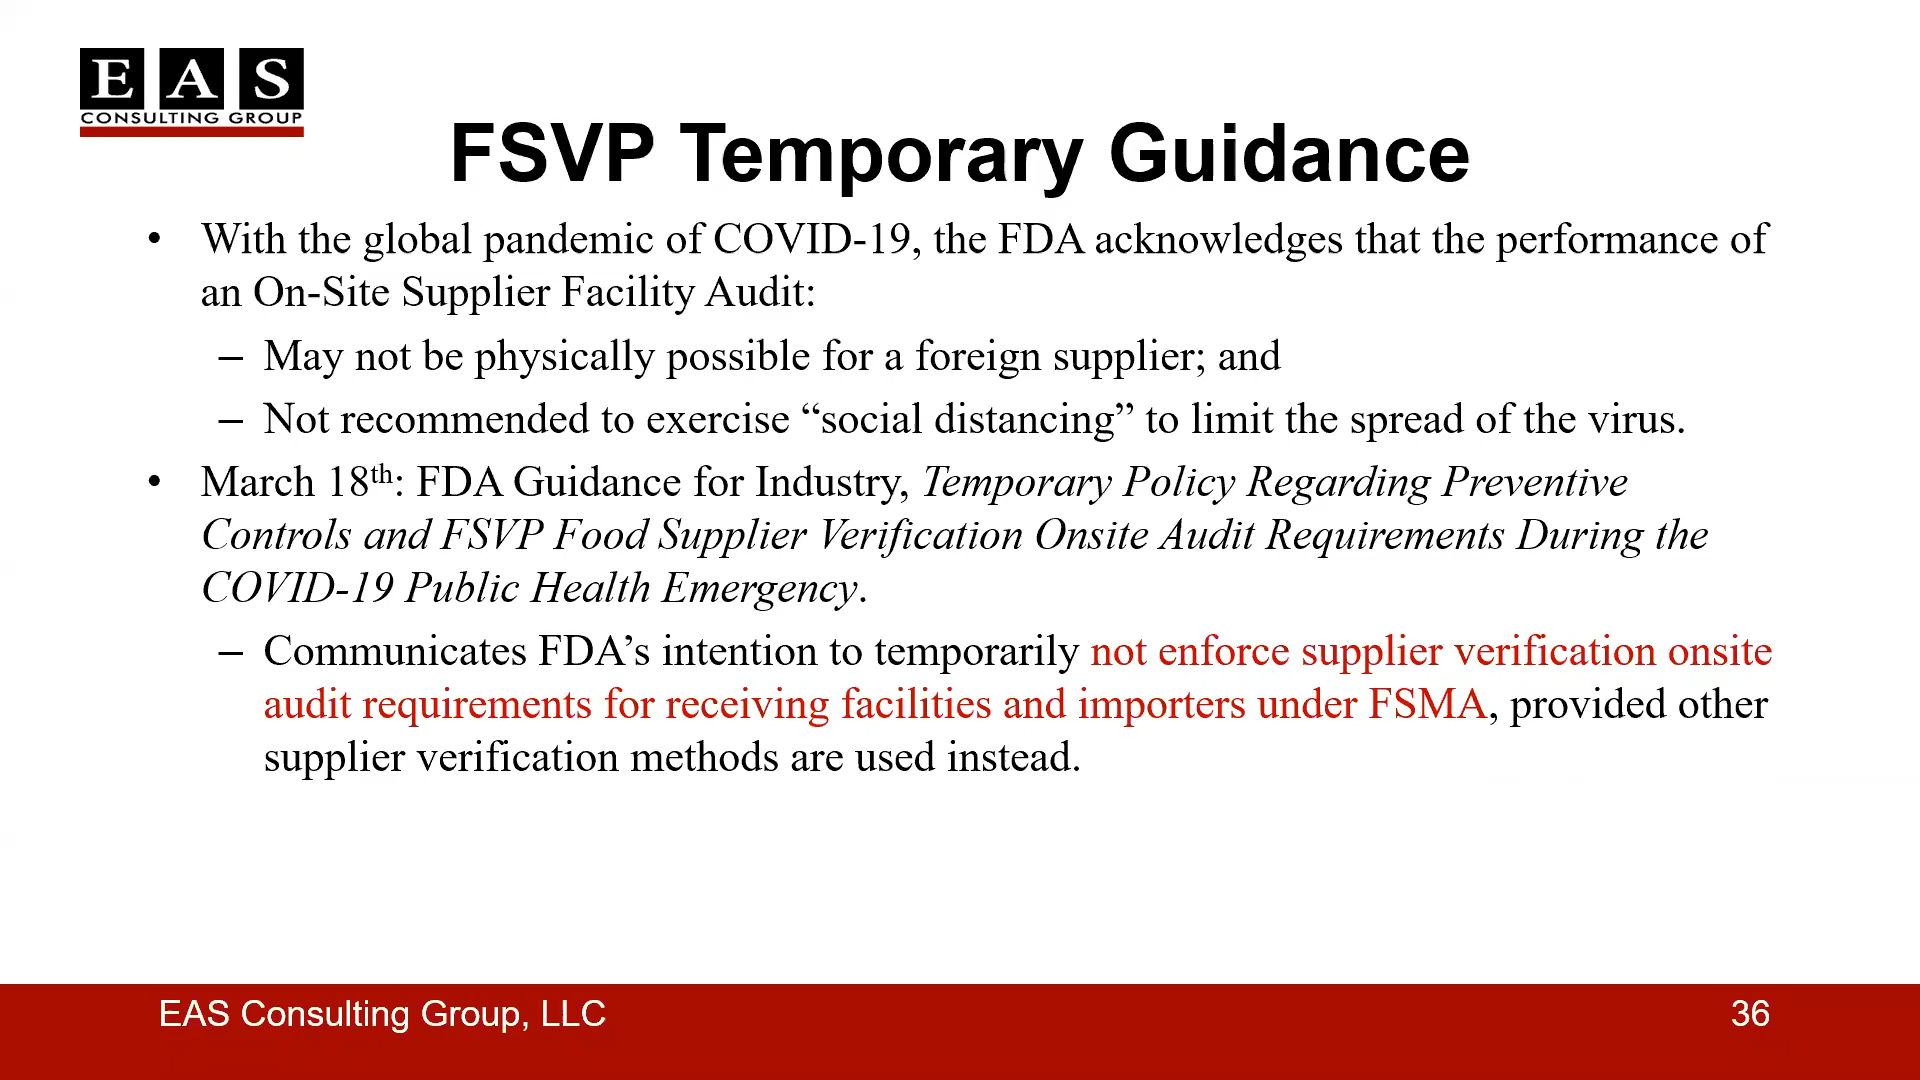 EAS
CONSULTING GROUP
FSVP Temporary Guidance
• With the global pandemic of COVID-19, the FDA acknowledges that the performance of
an On-Site Supplier Facility Audit:
– May not be physically possible for a foreign supplier; and
– Not recommended to exercise “social distancing” to limit the spread of the virus.
• March 18th: FDA Guidance for Industry, Temporary Policy Regarding Preventive
Controls and FSVP Food Supplier Verification Onsite Audit Requirements During the
COVID-19 Public Health Emergency.
– Communicates FDA’s intention to temporarily not enforce supplier verification onsite
audit requirements for receiving facilities and importers under FSMA, provided other
supplier verification methods are used instead.
EAS Consulting Group, LLC
36